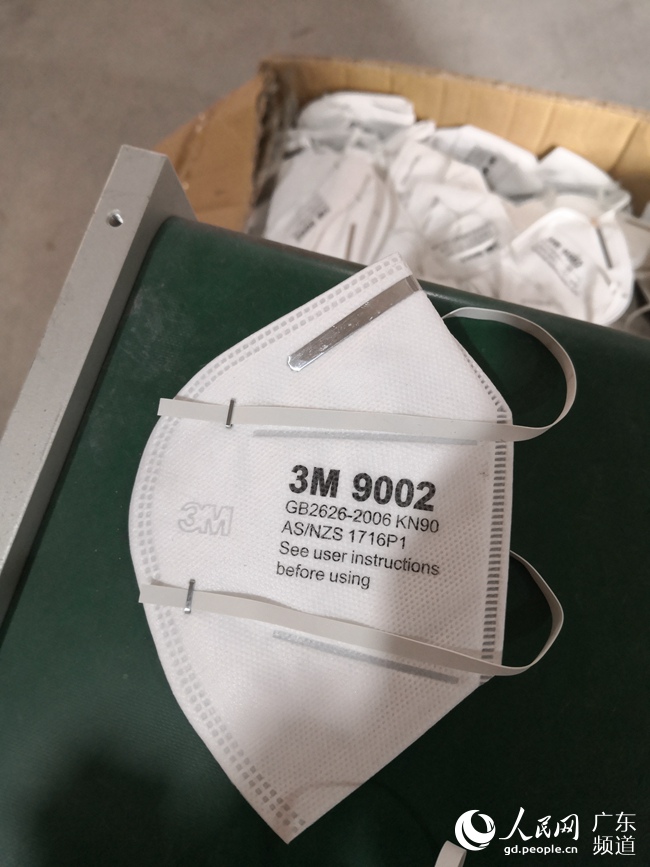 3M 9002
GB2626-2006 KN90
AS/NZS 1716P1
See user instructions
before using
3M
人民网 广东
频道
gd.people.cn